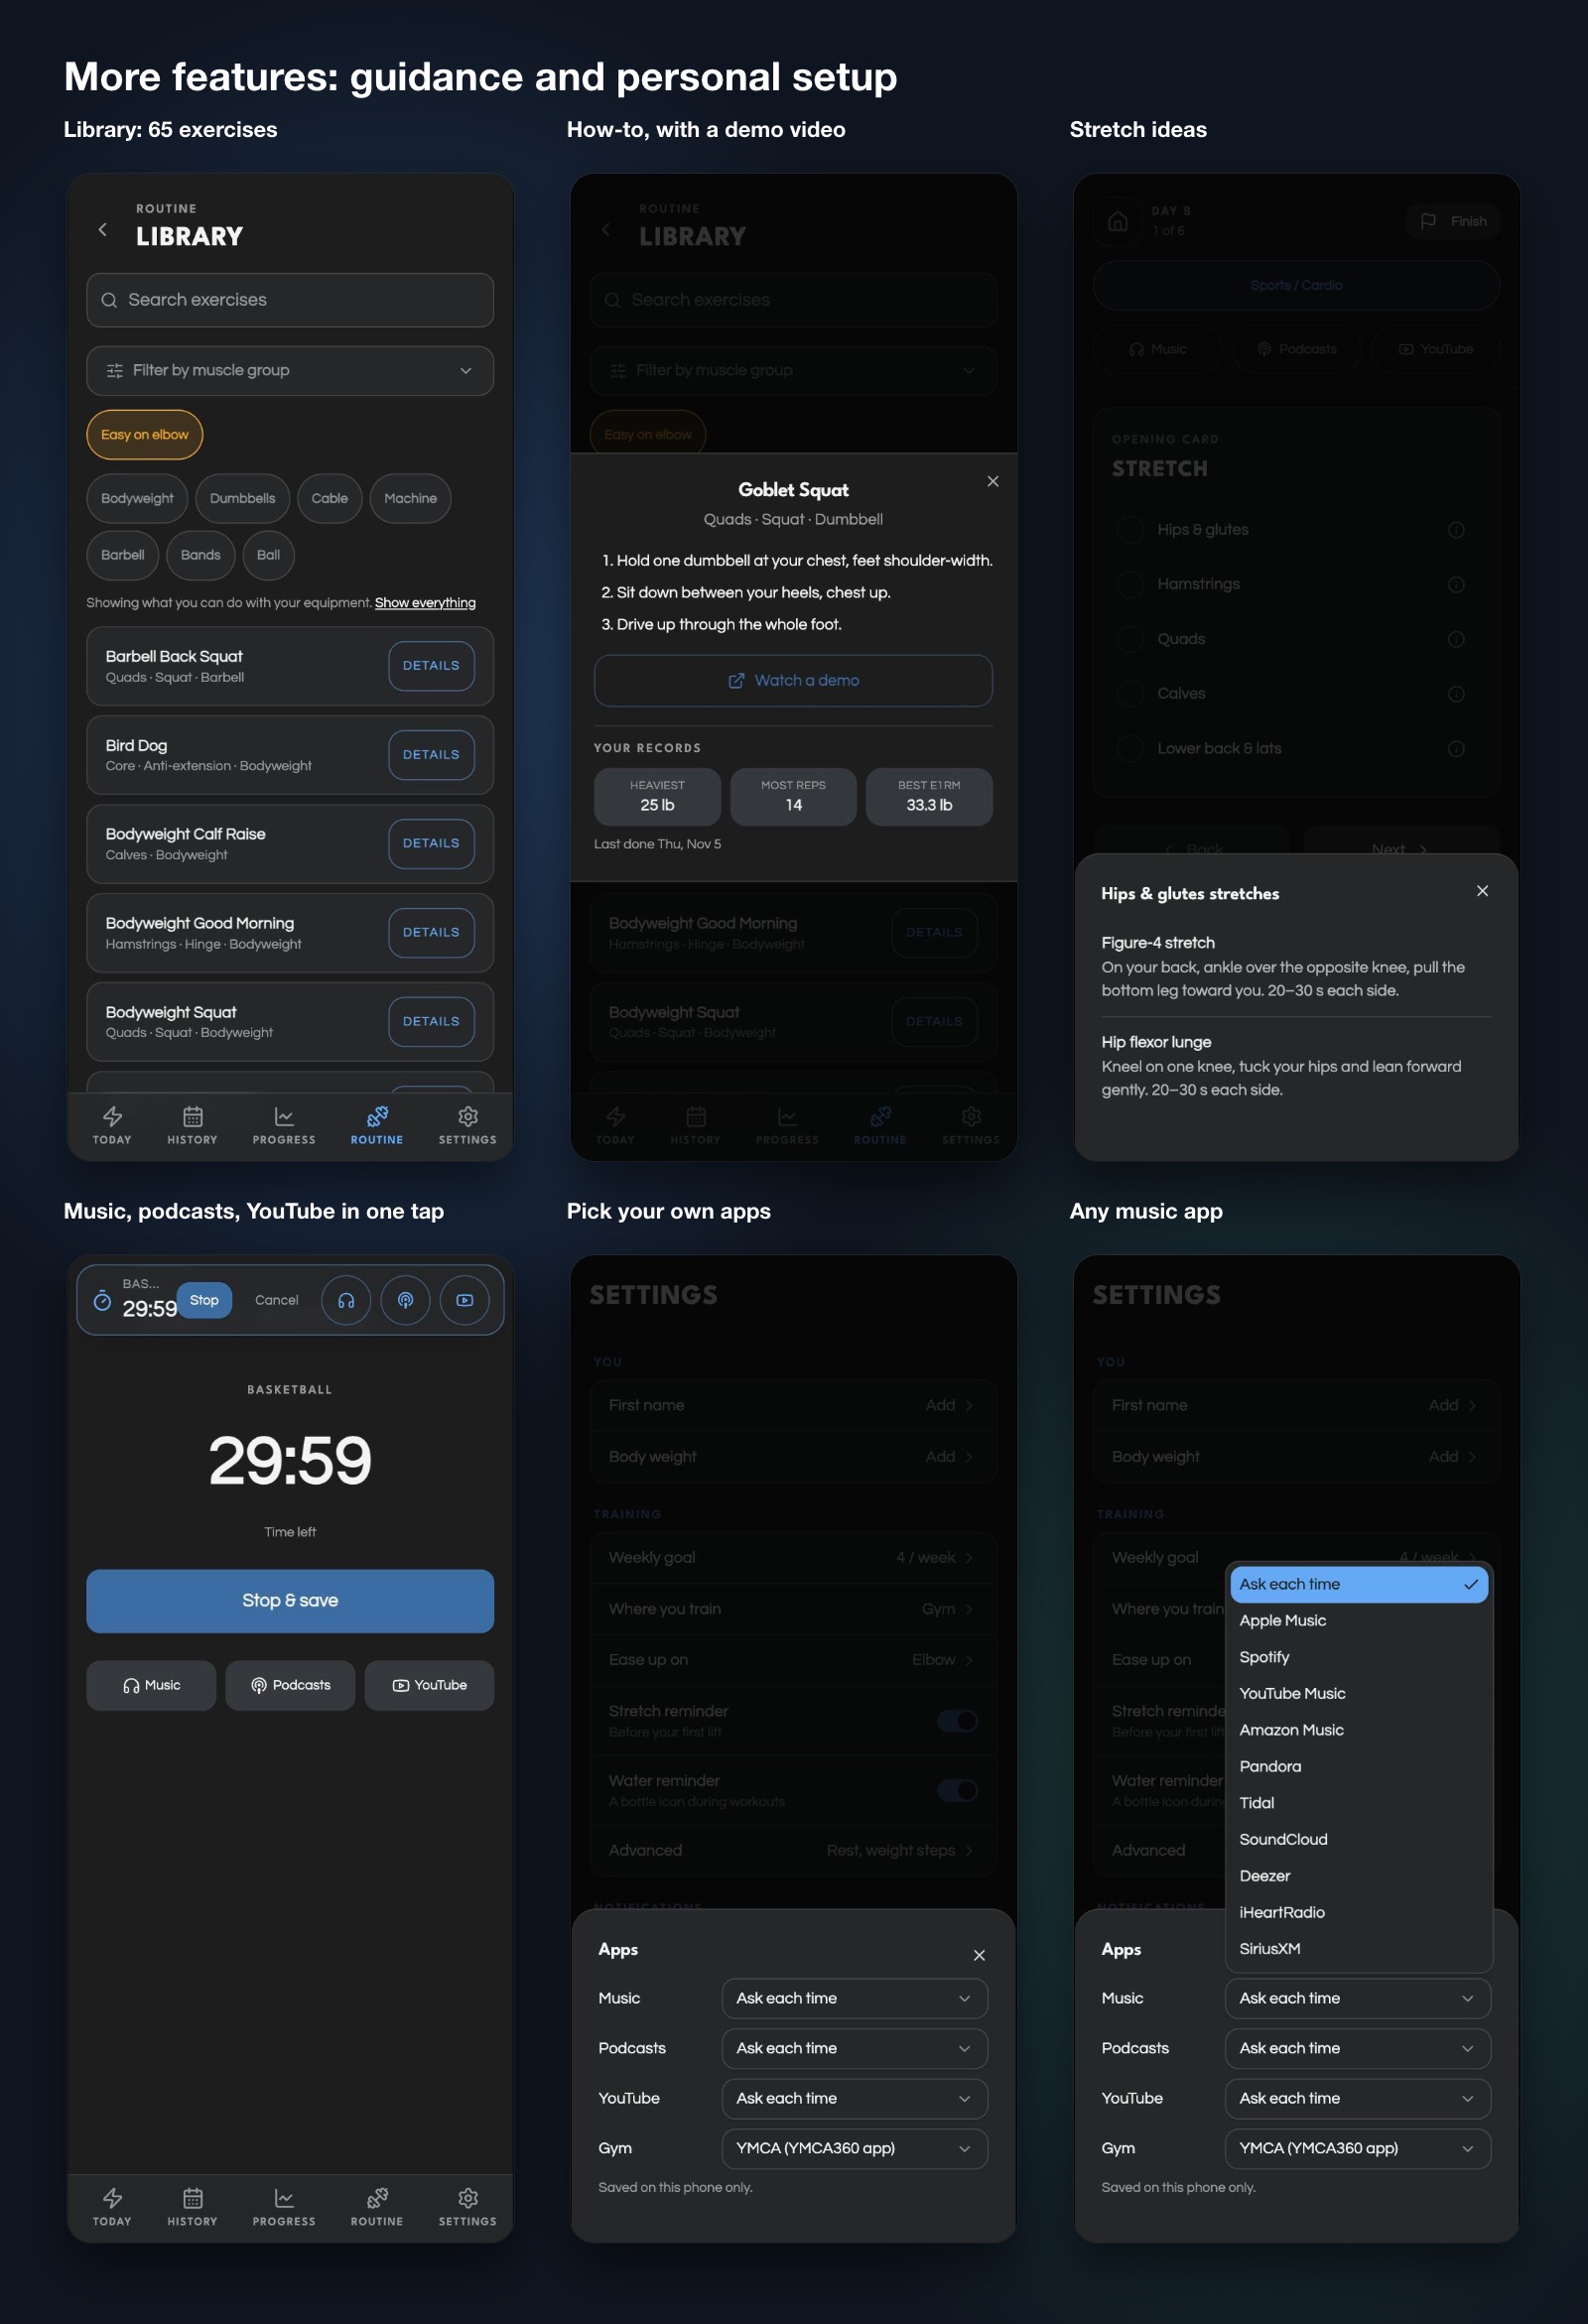 More features: guidance and personal setup
Library: 65 exercises
ROUTINE
LIBRARY
Search exercises
Filter by muscle group
Easy on elbow
Bodyweight
Dumbbells
Cable
Machine
Barbell
Bands
Ball
Showing what you can do with your equipment. Show everything
Barbell Back Squat
Quads · Squat · Barbell
DETAILS
Bird Dog
Core · Anti-extension · Bodyweight
DETAILS
Bodyweight Calf Raise
Calves · Bodyweight
DETAILS
Bodyweight Good Morning
Hamstrings · Hinge · Bodyweight
DETAILS
Bodyweight Squat
Quads · Squat · Bodyweight
DETAILS
TODAY
HISTORY
PROGRESS
ROUTINE
SETTINGS
How-to, with a demo video
ROUTINE
LIBRARY
Search exercises
Filter by muscle group
Easy on elbow
Goblet Squat
Quads · Squat · Dumbbell
1. Hold one dumbbell at your chest, feet shoulder-width.
2. Sit down between your heels, chest up.
3. Drive up through the whole foot.
Watch a demo
YOUR RECORDS
HEAVIEST
25 lb
MOST REPS
14
BEST E1RM
33.3 lb
Last done Thu, Nov 5
Bodyweight Good Morning
Hamstrings · Hinge · Bodyweight
DETAILS
Bodyweight Squat
Quads · Squat · Bodyweight
DETAILS
TODAY
HISTORY
PROGRESS
ROUTINE
SETTINGS
Stretch ideas
DAY B
1 of 6
Finish
Sports / Cardio
Music
Podcasts
YouTube
OPENING CARD
STRETCH
Hips & glutes
Hamstrings
Quads
Calves
Lower back & lats
Back
Next
Hips & glutes stretches
Figure-4 stretch
On your back, ankle over the opposite knee, pull the
bottom leg toward you. 20–30 s each side.
Hip flexor lunge
Kneel on one knee, tuck your hips and lean forward
gently. 20–30 s each side.
Music, podcasts, YouTube in one tap
BAS...
29:59
Stop
Cancel
BASKETBALL
29:59
Time left
Stop & save
Music
Podcasts
YouTube
TODAY
HISTORY
PROGRESS
ROUTINE
SETTINGS
Pick your own apps
SETTINGS
YOU
First name
Add
Body weight
Add
TRAINING
Weekly goal
4 / week
Where you train
Gym
Ease up on
Elbow
Stretch reminder
Before your first lift
Water reminder
A bottle icon during workouts
Advanced
Rest, weight steps
NOTIFICATIONS
Apps
Music
Ask each time
Podcasts
Ask each time
YouTube
Ask each time
Gym
YMCA (YMCA360 app)
Saved on this phone only.
Any music app
SETTINGS
YOU
First name
Add
Body weight
Add
TRAINING
Weekly goal
4 / week
Where you train
Ease up on
Stretch reminde
Before your first lift
Water reminder
A bottle icon during
Advanced
NOTIFICATIONS
Ask each time
Apple Music
Spotify
YouTube Music
Amazon Music
Pandora
Tidal
SoundCloud
Deezer
iHeartRadio
SiriusXM
Apps
Music
Ask each time
Podcasts
Ask each time
YouTube
Ask each time
Gym
YMCA (YMCA360 app)
Saved on this phone only.